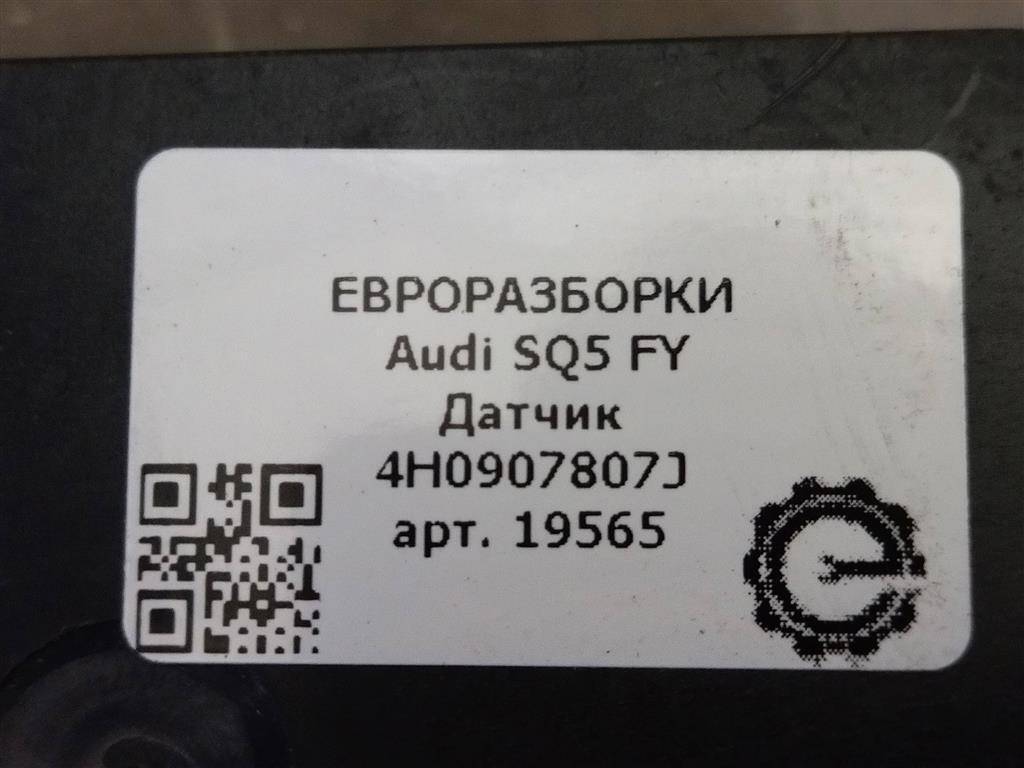 ЕВРОРАЗБОРКИ
Audi SQ5 FY
Датчик
4H0907807J
арт. 19565